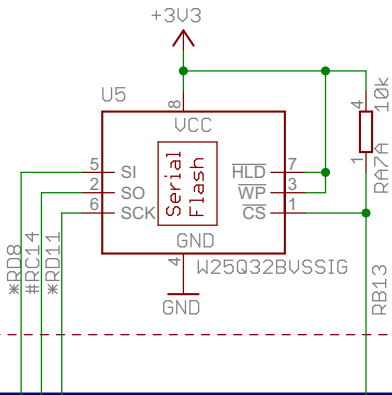 +3V3
U5
8
VCC
10k
4
1
RA7A
5
SI
2
SO
6
SCK
Serial
Flash
HLD
7
WP
3
CS
1
GND
4
W25Q32BVSSIG
GND
*RD8
#RC14
*RD11
RB13